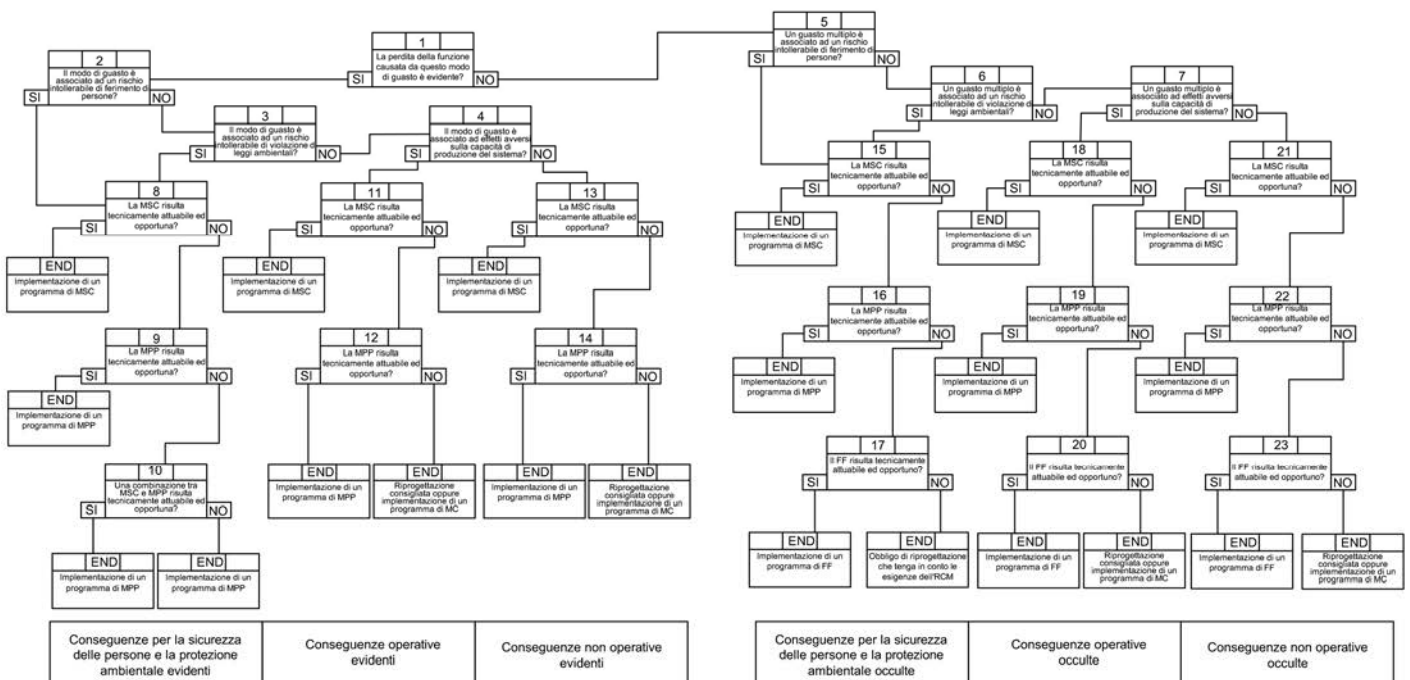 1
La perdita della funzione
causata da questo modo
di guasto è evidente?
SI
NO
2
Il modo di guasto è
associato ad un rischio
intollerabile di ferimento di
persone?
SI
NO
3
Il modo di guasto è
associato ad un rischio
intollerabile di violazione di
leggi ambientali?
SI
NO
4
Il modo di guasto è
associato ad effetti avversi
sulla capacità di
produzione del sistema?
SI
NO
8
La MSC risulta
tecnicamente attuabile ed
opportuna?
SI
NO
END
Implementazione di un
programma di MSC
11
La MSC risulta
tecnicamente attuabile ed
opportuna?
SI
NO
END
Implementazione di un
programma di MSC
13
La MSC risulta
tecnicamente attuabile ed
opportuna?
SI
NO
END
Implementazione di un
programma di MSC
9
La MPP risulta
tecnicamente attuabile ed
opportuna?
SI
NO
END
Implementazione di un
programma di MPP
12
La MPP risulta
tecnicamente attuabile ed
opportuna?
SI
NO
14
La MPP risulta
tecnicamente attuabile ed
opportuna?
SI
NO
10
Una combinazione tra
MSC e MPP risulta
tecnicamente attuabile ed
opportuna?
SI
NO
END
Implementazione di un
programma di MPP
END
Riprogettazione
consigliata oppure
implementazione di un
programma di MC
END
Implementazione di un
programma di MPP
END
Riprogettazione
consigliata oppure
implementazione di un
programma di MC
END
Implementazione di un
programma di MPP
END
Implementazione di un
programma di MPP
5
Un guasto multiplo è
associato ad un rischio
intollerabile di ferimento di
persone?
SI
NO
6
Un guasto multiplo è
associato ad un rischio
intollerabile di violazione di
leggi ambientali?
SI
NO
7
Un guasto multiplo è
associato ad effetti avversi
sulla capacità di
produzione del sistema?
SI
NO
15
La MSC risulta
tecnicamente attuabile ed
opportuna?
SI
NO
END
Implementazione di un
programma di MSC
18
La MSC risulta
tecnicamente attuabile ed
opportuna?
SI
NO
END
Implementazione di un
programma di MSC
21
La MSC risulta
tecnicamente attuabile ed
opportuna?
SI
NO
END
Implementazione di un
programma di MSC
16
La MPP risulta
tecnicamente attuabile ed
opportuna?
SI
NO
END
Implementazione di un
programma di MPP
19
La MPP risulta
tecnicamente attuabile ed
opportuna?
SI
NO
END
Implementazione di un
programma di MPP
22
La MPP risulta
tecnicamente attuabile ed
opportuna?
SI
NO
END
Implementazione di un
programma di MPP
17
Il FF risulta tecnicamente
attuabile ed opportuno?
SI
NO
20
Il FF risulta tecnicamente
attuabile ed opportuno?
SI
NO
23
Il FF risulta tecnicamente
attuabile ed opportuno?
SI
NO
END
Implementazione di un
programma di FF
END
Obbligo di riprogettazione
che tenga in conto le
esigenze dell'RCM
END
Implementazione di un
programma di FF
END
Riprogettazione
consigliata oppure
implementazione di un
programma di MC
END
Implementazione di un
programma di FF
END
Riprogettazione
consigliata oppure
implementazione di un
programma di MC
Conseguenze per la sicurezza
delle persone e la protezione
ambientale evidenti
Conseguenze operative
evidenti
Conseguenze non operative
evidenti
Conseguenze per la sicurezza
delle persone e la protezione
ambientale occulte
Conseguenze operative
occulte
Conseguenze non operative
occulte